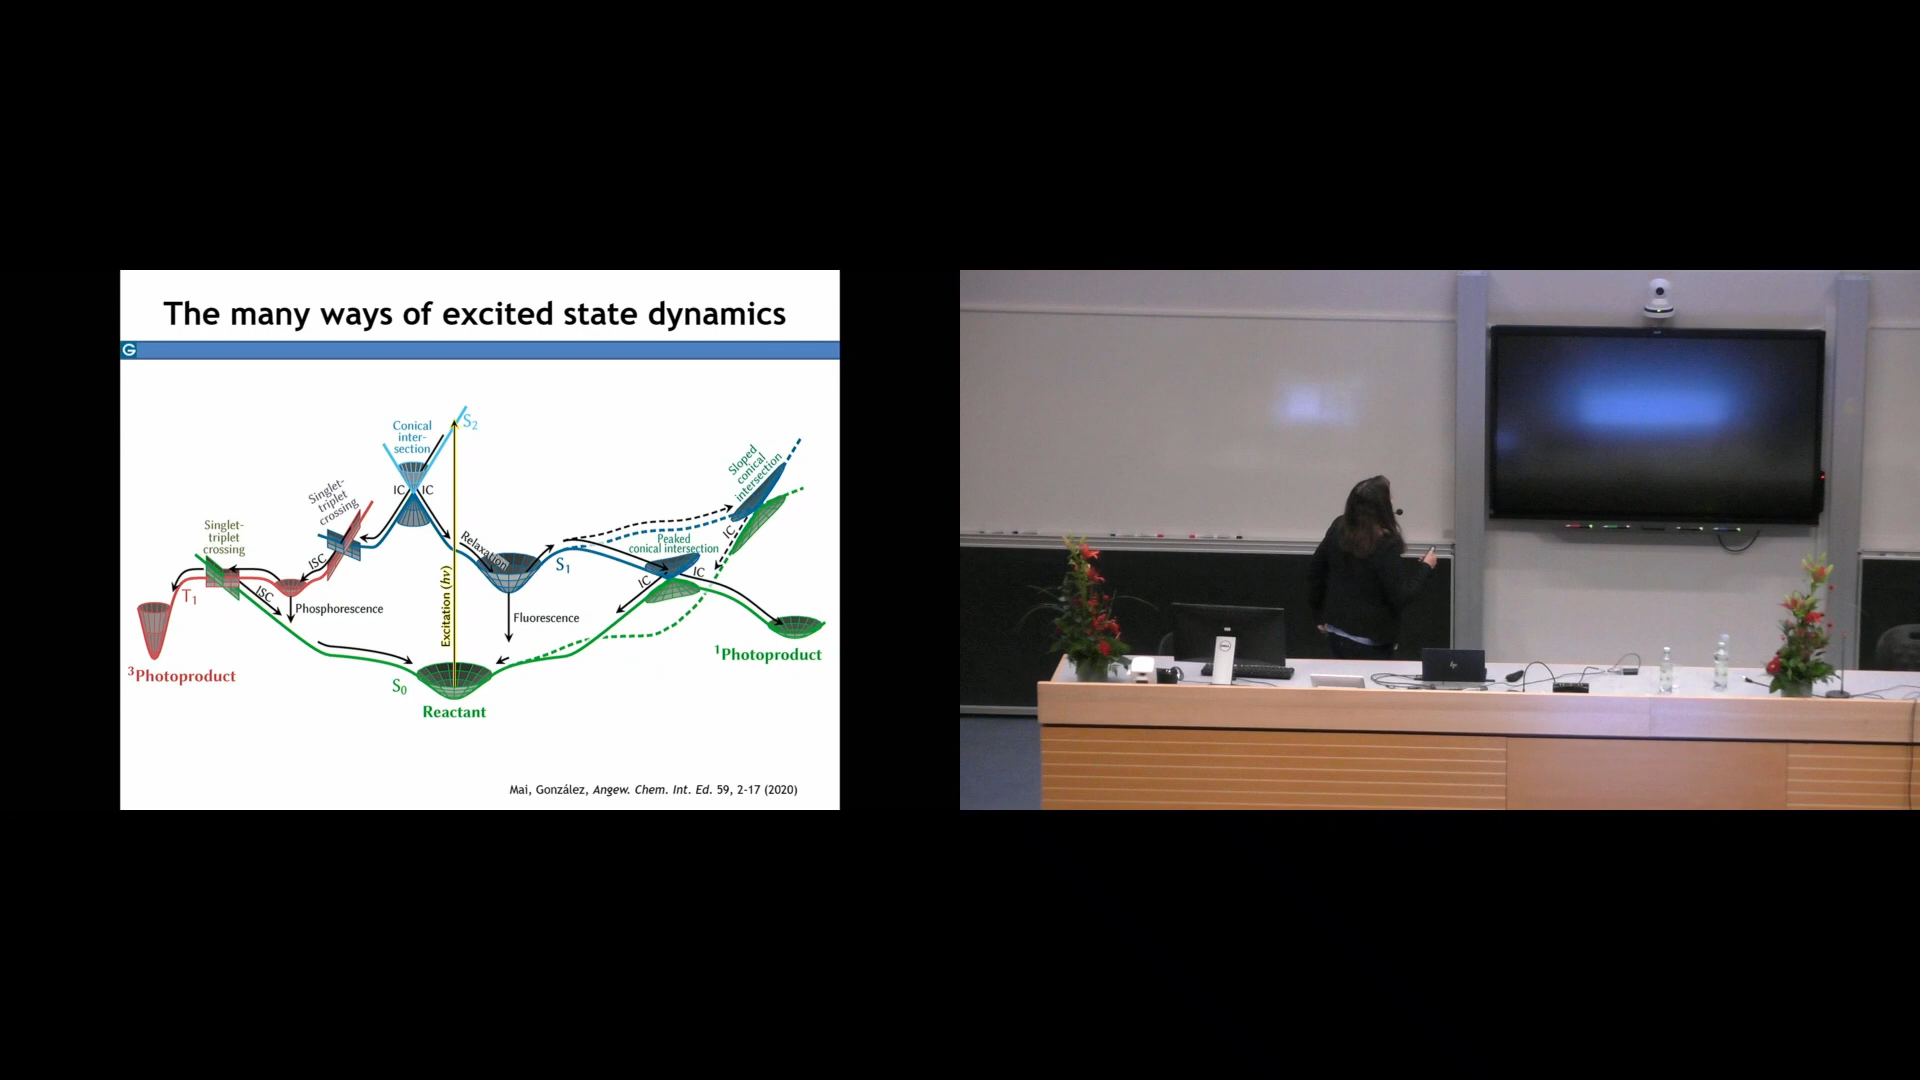 The many ways of excited state dynamics
G
S2
Conical
inter-
section
IC
IC
Singlet-
triplet
crossing
Singlet-
triplet
crossing
ISC
ISC
T1
Phosphorescence
3Photoproduct
Excitation (hν)
Relaxation
S1
Fluorescence
S0
Reactant
Peaked
conical intersection
IC
IC
Sloped
conical
intersection
IC
1Photoproduct
Mai, González, Angew. Chem. Int. Ed. 59, 2-17 (2020)
DELL
hp